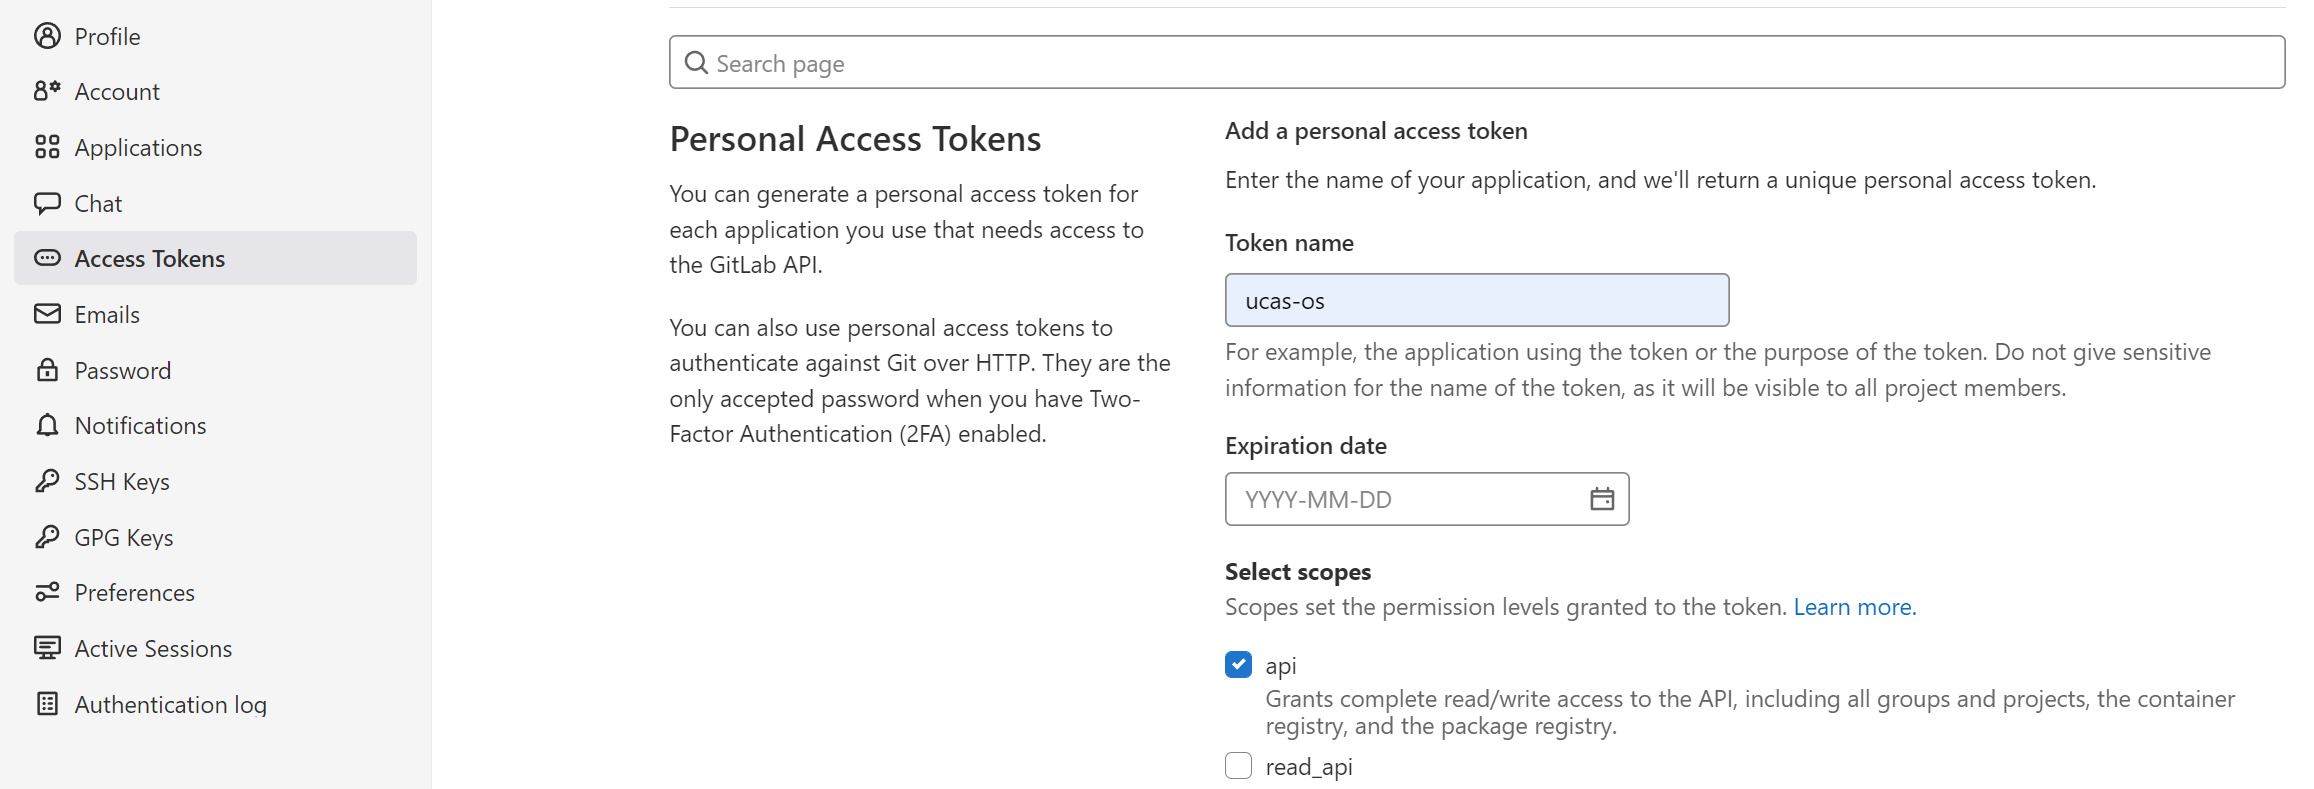 Profile
Account
Applications
Chat
Access Tokens
Emails
Password
Notifications
SSH Keys
GPG Keys
Preferences
Active Sessions
Authentication log
Search page
Personal Access Tokens
You can generate a personal access token for
each application you use that needs access to
the GitLab API.
You can also use personal access tokens to
authenticate against Git over HTTP. They are the
only accepted password when you have Two-
Factor Authentication (2FA) enabled.
Add a personal access token
Enter the name of your application, and we'll return a unique personal access token.
Token name
ucas-os
For example, the application using the token or the purpose of the token. Do not give sensitive
information for the name of the token, as it will be visible to all project members.
Expiration date
YYYY-MM-DD
Select scopes
Scopes set the permission levels granted to the token. Learn more.
api
Grants complete read/write access to the API, including all groups and projects, the container
registry, and the package registry.
read_api